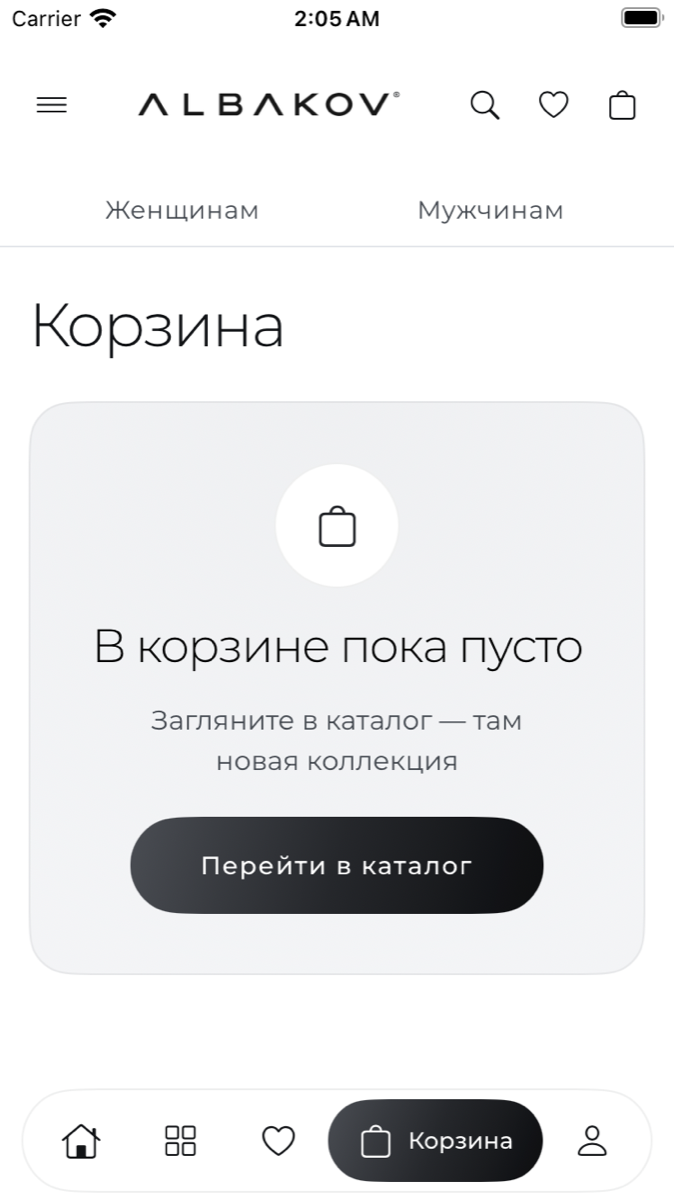 Carrier 2:05 AM
ALBAKOV®
Женщинам Мужчинам
Корзина
В корзине пока пусто
Загляните в каталог — там
новая коллекция
Перейти в каталог
Корзина